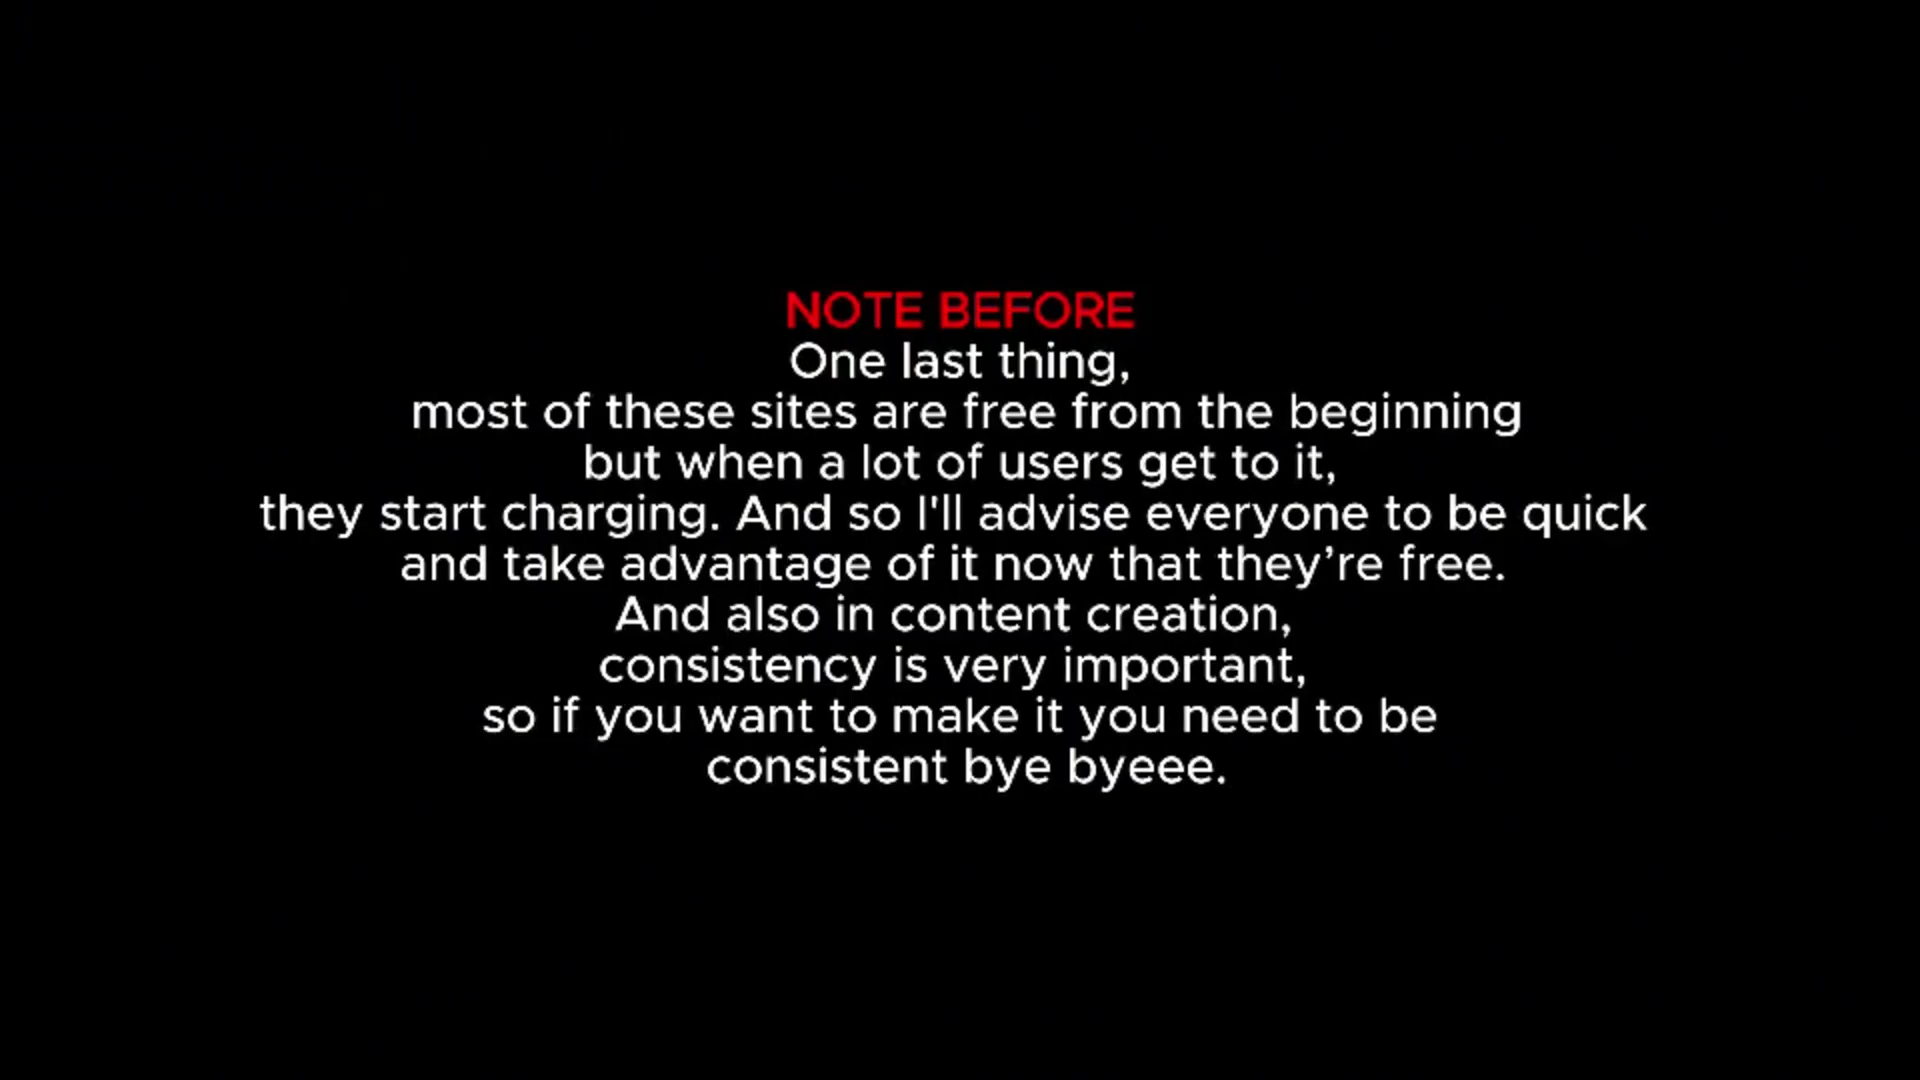 NOTE BEFORE
One last thing,
most of these sites are free from the beginning
but when a lot of users get to it,
they start charging. And so I'll advise everyone to be quick
and take advantage of it now that they’re free.
And also in content creation,
consistency is very important,
so if you want to make it you need to be
consistent bye byeee.